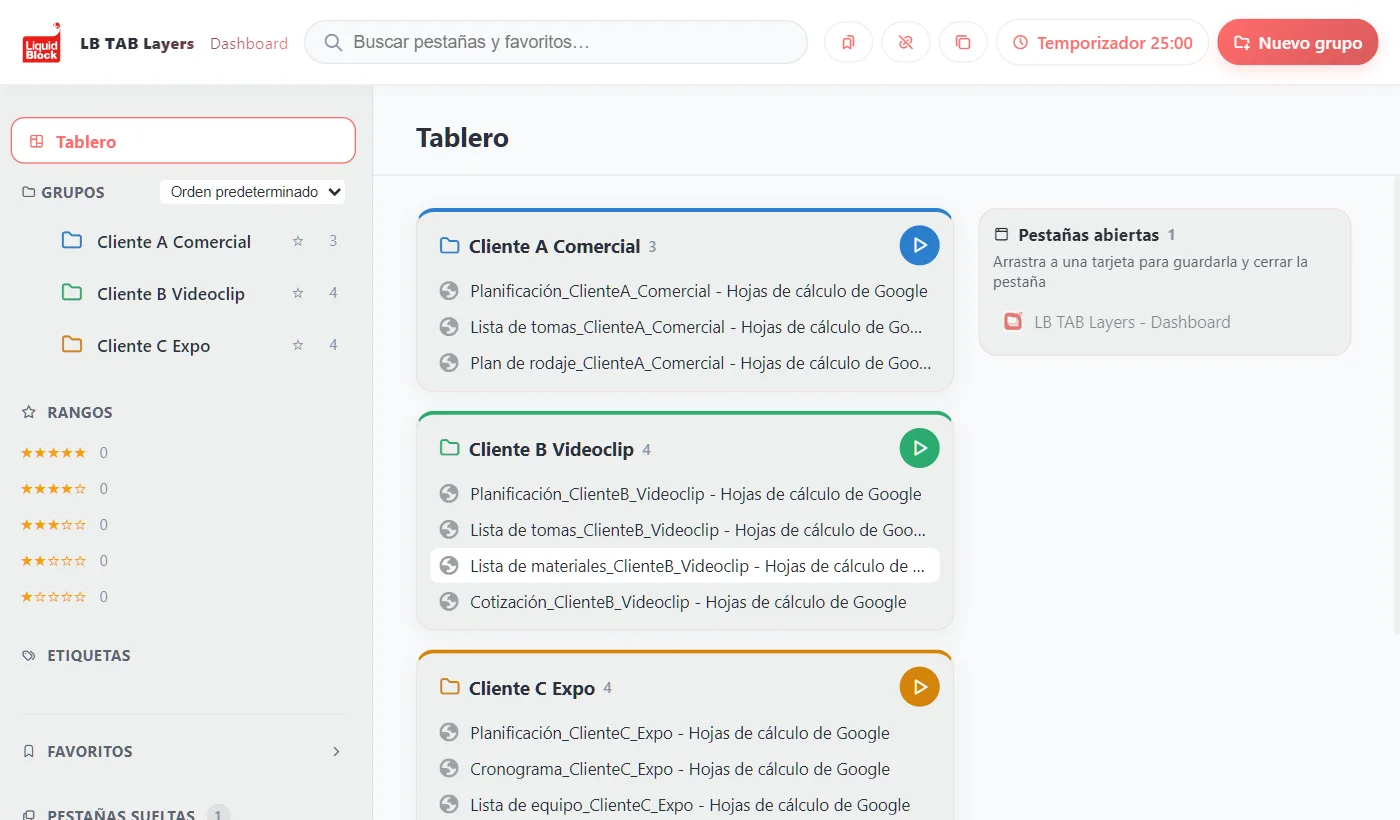 Liquid Block
LB TAB Layers Dashboard
Buscar pestañas y favoritos…
Temporizador 25:00
Nuevo grupo
Tablero
GRUPOS
Orden predeterminado
Cliente A Comercial 3
Cliente B Videoclip 4
Cliente C Expo 4
RANGOS
★★★★★ 0
★★★★☆ 0
★★★☆☆ 0
★★☆☆☆ 0
★☆☆☆☆ 0
ETIQUETAS
FAVORITOS
PESTAÑAS SUELTAS 1
Tablero
Cliente A Comercial 3
Planificación_ClienteA_Comercial - Hojas de cálculo de Google
Lista de tomas_ClienteA_Comercial - Hojas de cálculo de Go...
Plan de rodaje_ClienteA_Comercial - Hojas de cálculo de Goo...
Cliente B Videoclip 4
Planificación_ClienteB_Videoclip - Hojas de cálculo de Google
Lista de tomas_ClienteB_Videoclip - Hojas de cálculo de Goo...
Lista de materiales_ClienteB_Videoclip - Hojas de cálculo de ...
Cotización_ClienteB_Videoclip - Hojas de cálculo de Google
Cliente C Expo 4
Planificación_ClienteC_Expo - Hojas de cálculo de Google
Cronograma_ClienteC_Expo - Hojas de cálculo de Google
Lista de equipo_ClienteC_Expo - Hojas de cálculo de Google
Pestañas abiertas 1
Arrastra a una tarjeta para guardarla y cerrar la
pestaña
LB TAB Layers - Dashboard